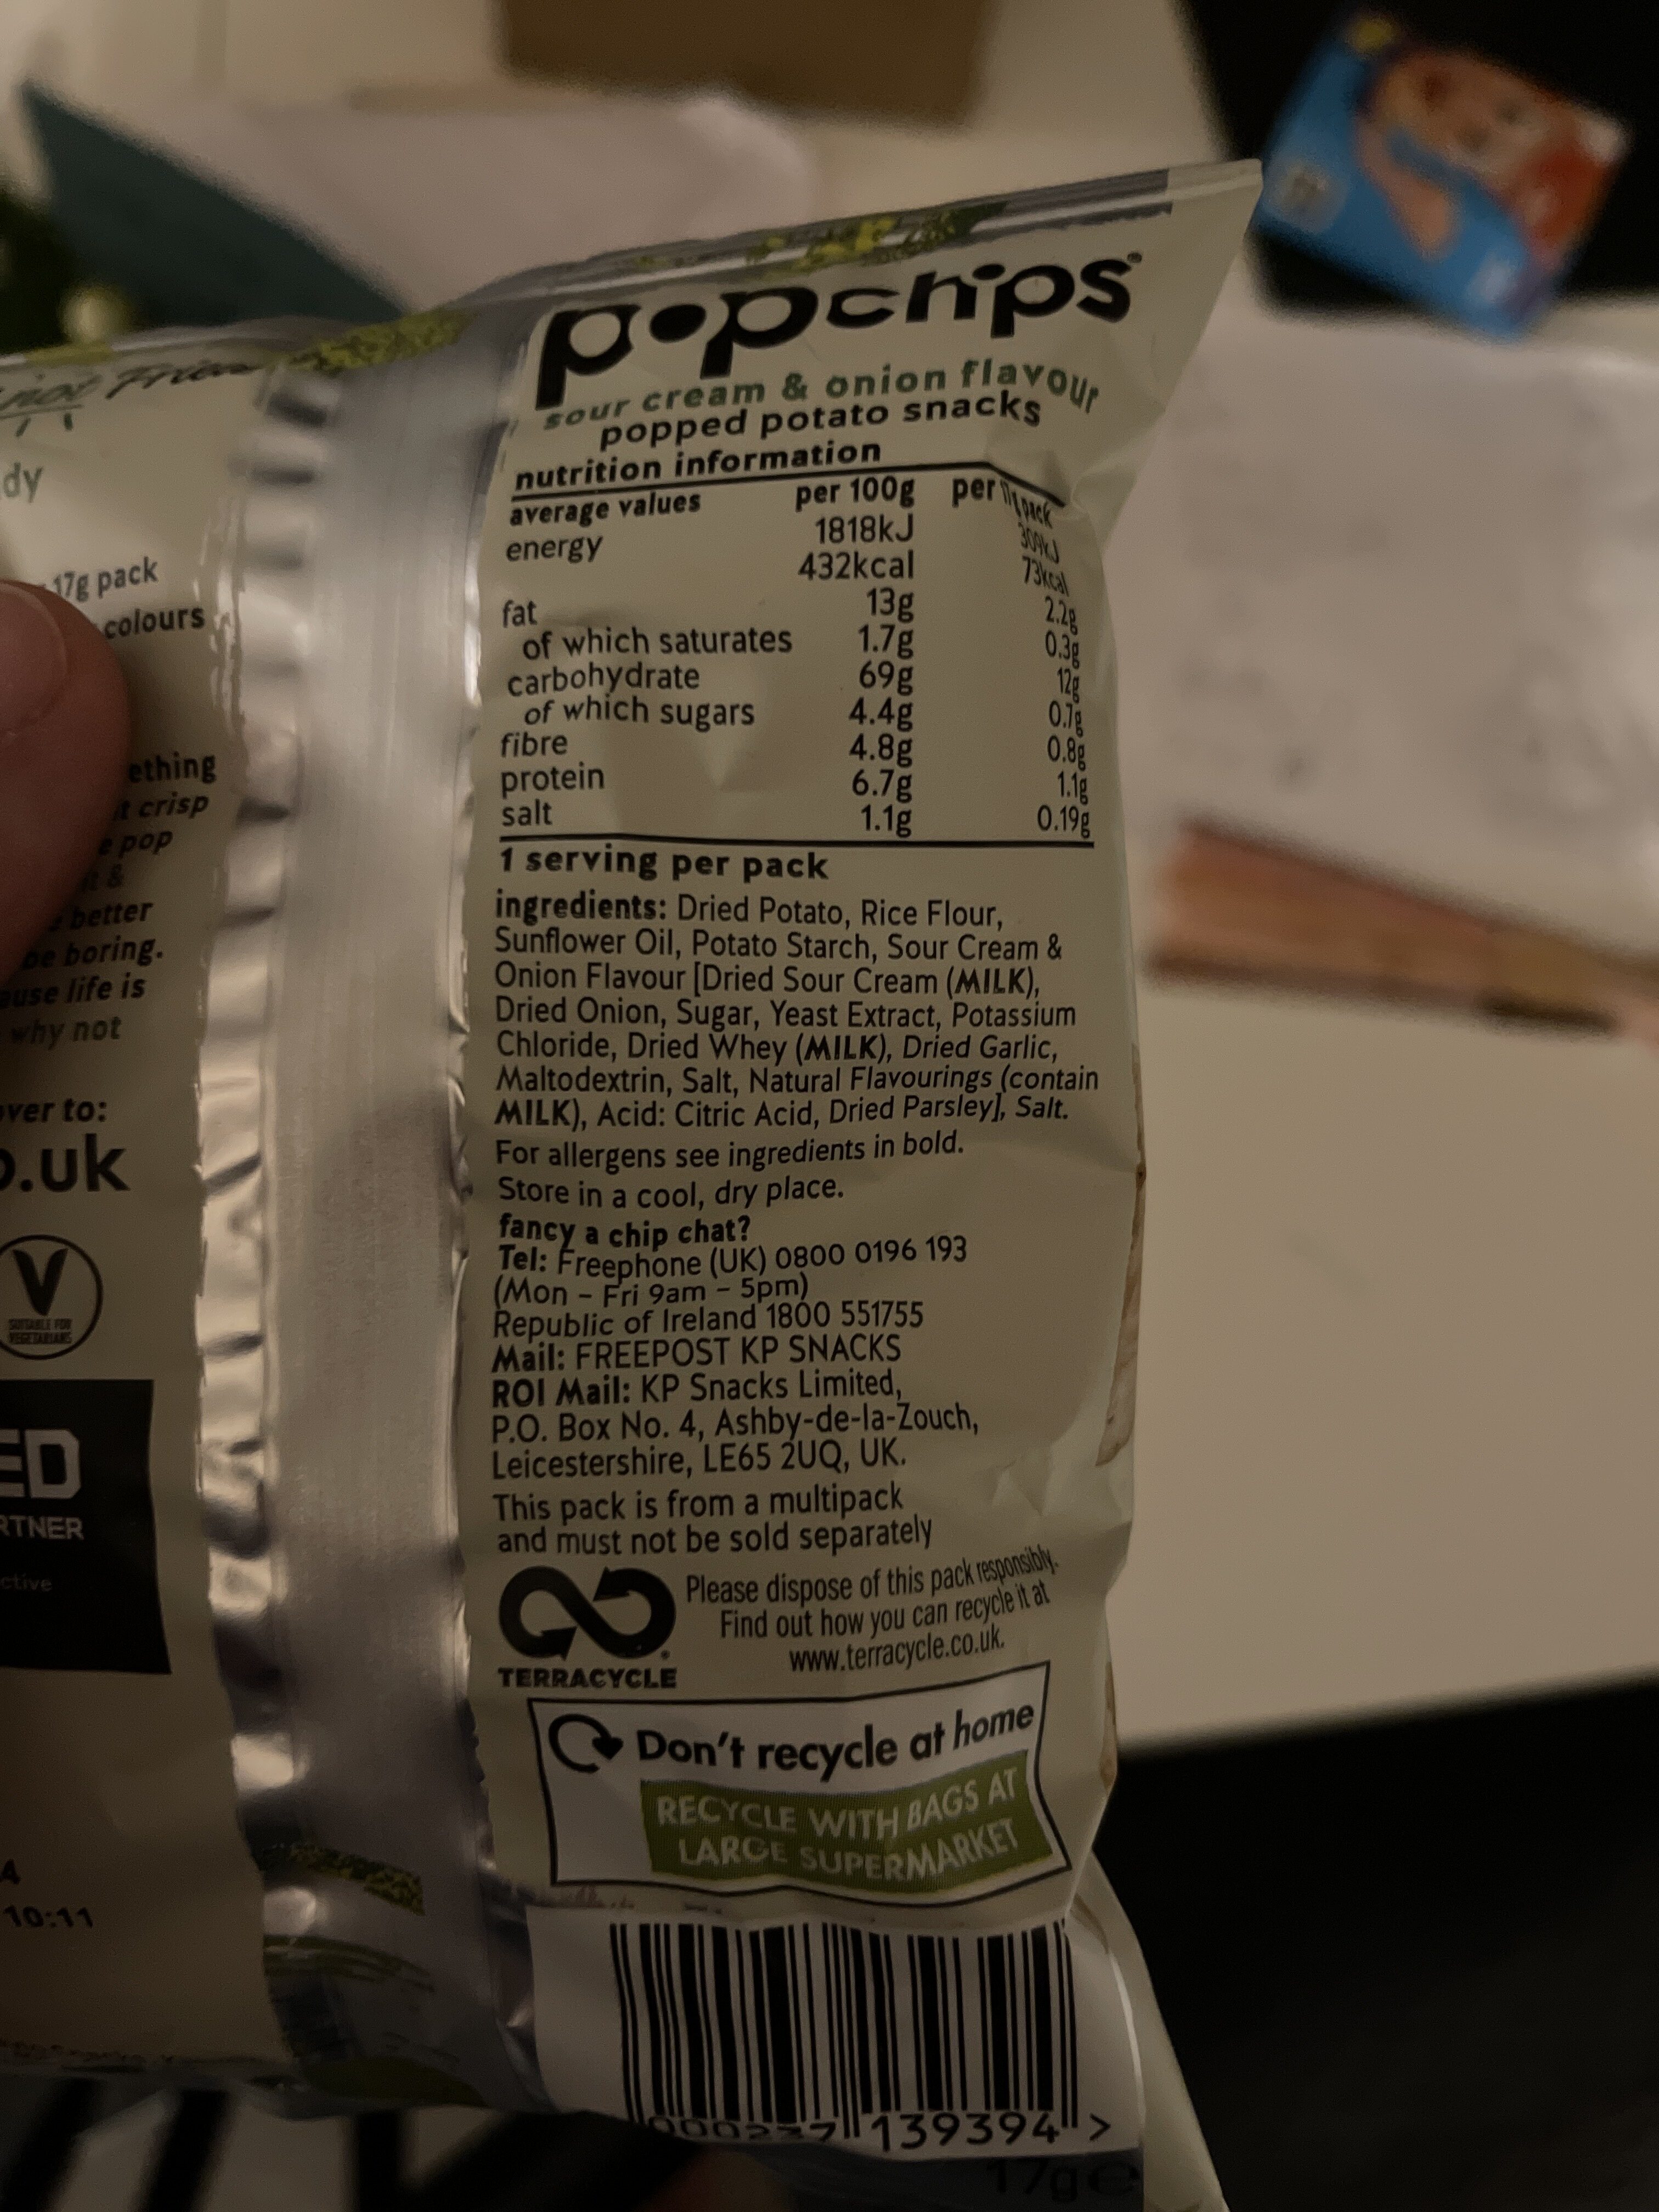 dy
17g pack
colours
ething
crisp
pop
&
better
be boring.
life is
why not
to:
.uk
V
SUITABLE FOR
VEGETARIANS
ED
RTNER
ctive
10:11
popchips
sour cream & onion flavour
popped potato snacks
nutrition information
average values per 100g per 17g pack
energy 1818kJ 309kJ
432kcal 73kcal
fat 13g 2.2g
of which saturates 1.7g 0.3g
carbohydrate 69g 12g
of which sugars 4.4g 0.7g
fibre 4.8g 0.8g
protein 6.7g 1.1g
salt 1.1g 0.19g
1 serving per pack
ingredients: Dried Potato, Rice Flour,
Sunflower Oil, Potato Starch, Sour Cream &
Onion Flavour [Dried Sour Cream (MILK),
Dried Onion, Sugar, Yeast Extract, Potassium
Chloride, Dried Whey (MILK), Dried Garlic,
Maltodextrin, Salt, Natural Flavourings (contain
MILK), Acid: Citric Acid, Dried Parsley], Salt.
For allergens see ingredients in bold.
Store in a cool, dry place.
fancy a chip chat?
Tel: Freephone (UK) 0800 0196 193
(Mon – Fri 9am – 5pm)
Republic of Ireland 1800 551755
Mail: FREEPOST KP SNACKS
ROI Mail: KP Snacks Limited,
P.O. Box No. 4, Ashby-de-la-Zouch,
Leicestershire, LE65 2UQ, UK.
This pack is from a multipack
and must not be sold separately
Please dispose of this pack responsibly.
Find out how you can recycle it at
www.terracycle.co.uk.
TERRACYCLE
Don't recycle at home
RECYCLE WITH BAGS AT
LARGE SUPERMARKET
139394 >
17g e